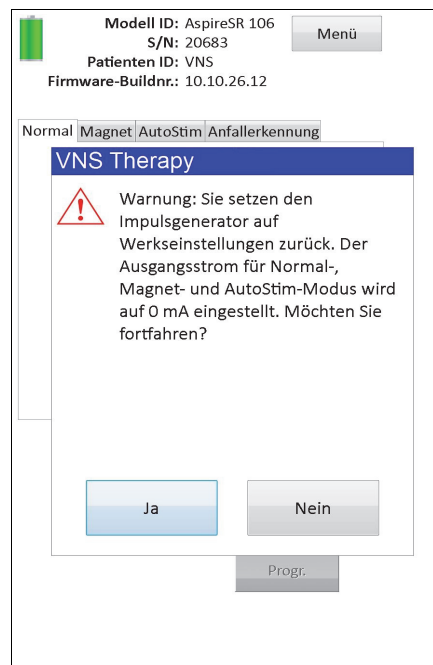 Modell ID: AspireSR 106
Menü
S/N: 20683
Patienten ID: VNS
Firmware-Buildnr.: 10.10.26.12
Normal Magnet AutoStim Anfallerkennung
VNS Therapy
Warnung: Sie setzen den
Impulsgenerator auf
Werkseinstellungen zurück. Der
Ausgangsstrom für Normal-,
Magnet- und AutoStim-Modus wird
auf 0 mA eingestellt. Möchten Sie
fortfahren?
Ja Nein
Progr.